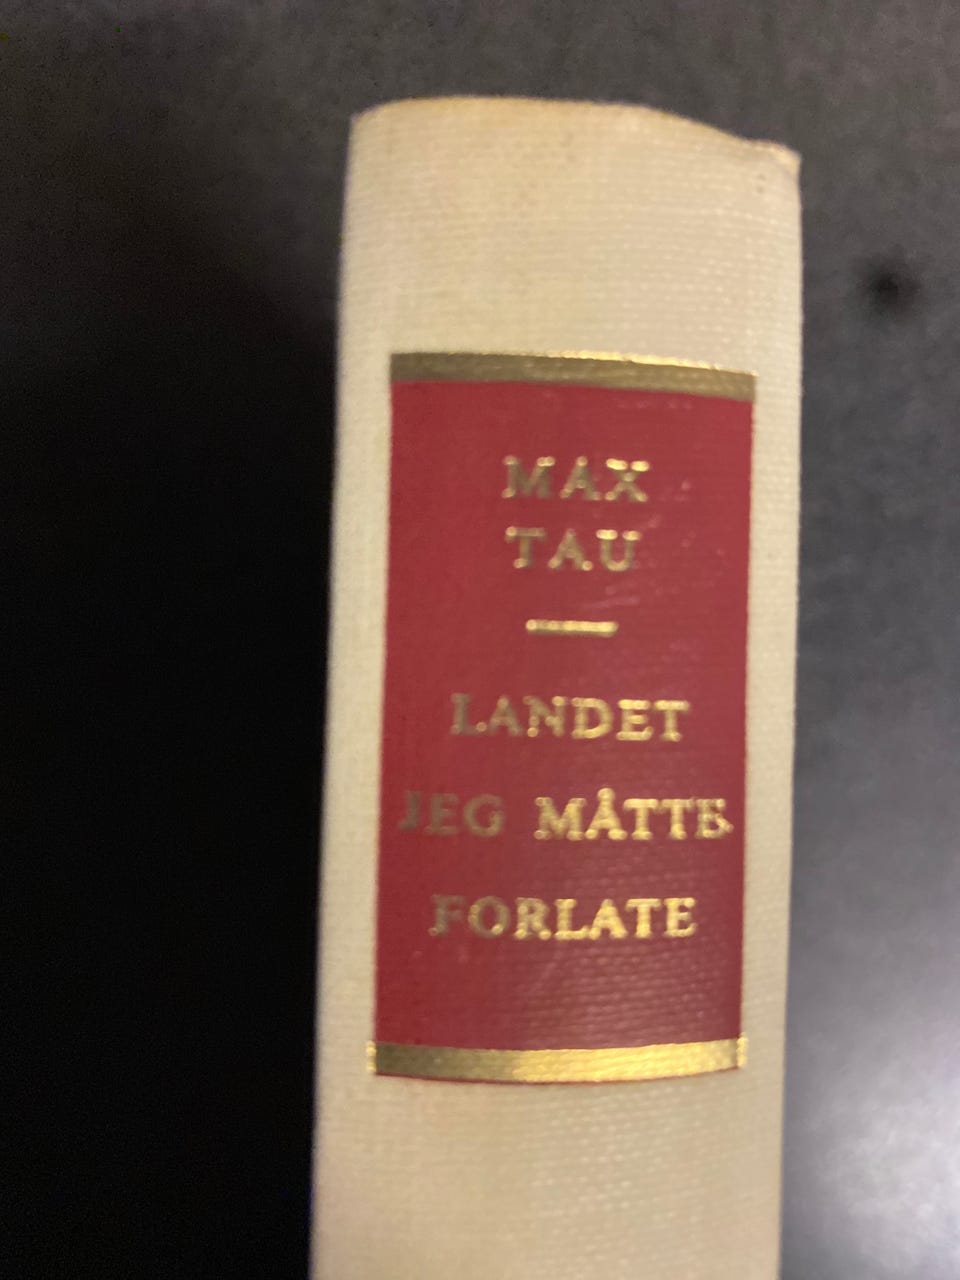 MAX
TAU
LANDET
JEG MÅTTE
FORLATE